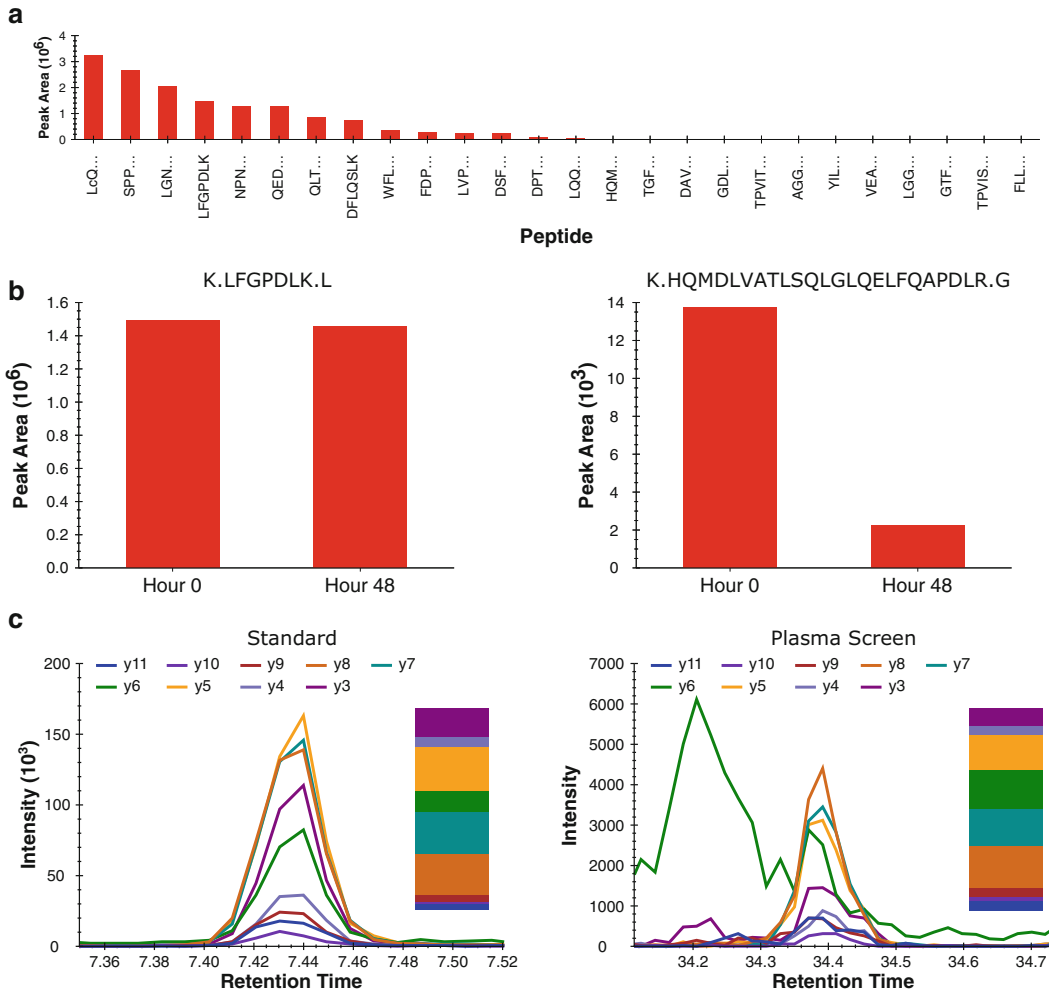 a
Peak Area (10⁶)
4
3
2
1
0
LcQ...
SPP...
LGN...
LFGPDLK
NPN...
QED...
QLT...
DFLQSLK
WFL...
FDP...
LVP...
DSF...
DPT...
LQQ...
HQM...
TGF...
DAV...
GDL...
TPVIT...
AGG...
YIL...
VEA...
LGG...
GTF...
TPVIS...
FLL...
Peptide
b
K.LFGPDLK.L
Peak Area (10⁶)
1.6
1.4
1.2
1.0
0.8
0.6
0.4
0.2
0.0
Hour 0 Hour 48
K.HQMDLVATLSQLGLQELFQAPDLR.G
Peak Area (10³)
14
12
10
8
6
4
2
0
Hour 0 Hour 48
c
Standard
y11 y10 y9 y8 y7
y6 y5 y4 y3
Intensity (10³)
200
150
100
50
0
7.36 7.38 7.40 7.42 7.44 7.46 7.48 7.50 7.52
Retention Time
Plasma Screen
y11 y10 y9 y8 y7
y6 y5 y4 y3
Intensity
7000
6000
5000
4000
3000
2000
1000
0
34.2 34.3 34.4 34.5 34.6 34.7
Retention Time